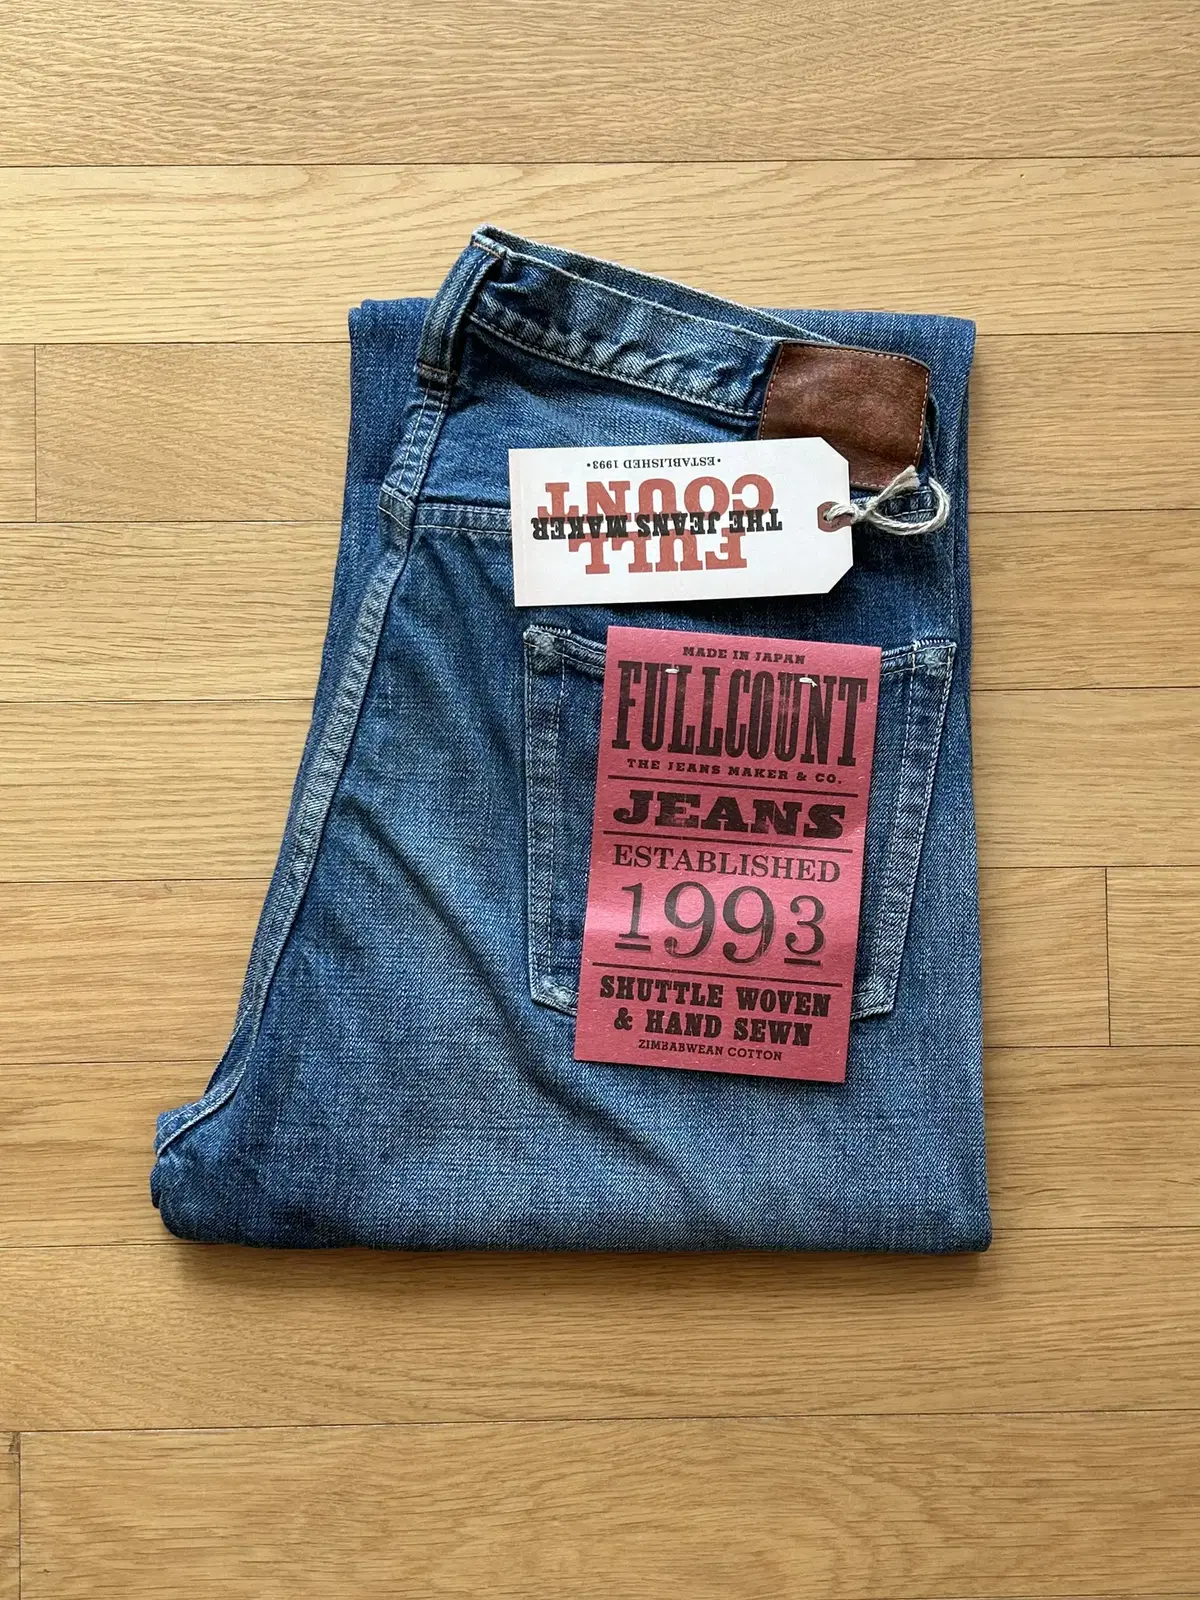 FULL
COUNT
THE JEANS MAKER
•ESTABLISHED 1993•
MADE IN JAPAN
FULLCOUNT
THE JEANS MAKER & CO.
JEANS
ESTABLISHED
1993
SHUTTLE WOVEN
& HAND SEWN
ZIMBABWEAN COTTON